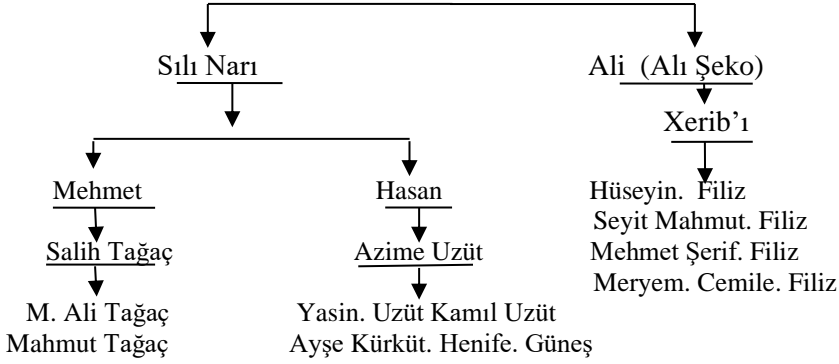 Sılı Narı
Ali (Alı Şeko)
Xerib’ı
Mehmet
Hasan
Hüseyin. Filiz
Seyit Mahmut. Filiz
Salih Tağaç
Azime Uzüt
Mehmet Şerif. Filiz
Meryem. Cemile. Filiz
M. Ali Tağaç
Yasin. Uzüt Kamıl Uzüt
Mahmut Tağaç
Ayşe Kürküt. Henife. Güneş